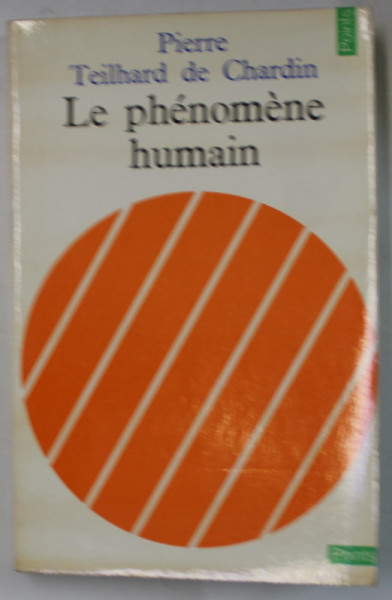 Points
Pierre
Teilhard de Chardin
Le phénomène
humain
Points